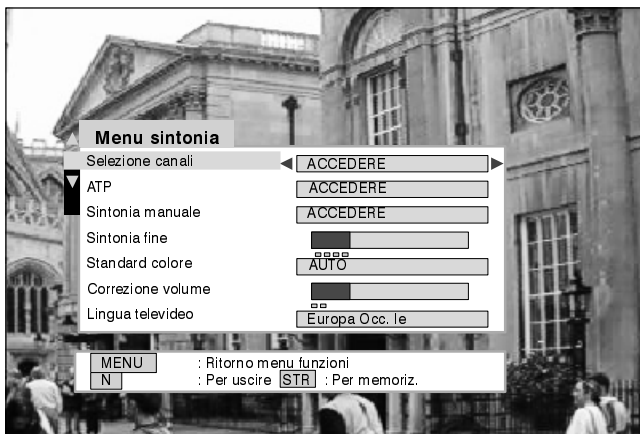 Menu sintonia
Selezione canali ACCEDERE
ATP ACCEDERE
Sintonia manuale ACCEDERE
Sintonia fine
Standard colore AUTO
Correzione volume
Lingua televideo Europa Occ. le
MENU : Ritorno menu funzioni
N : Per uscire STR : Per memoriz.